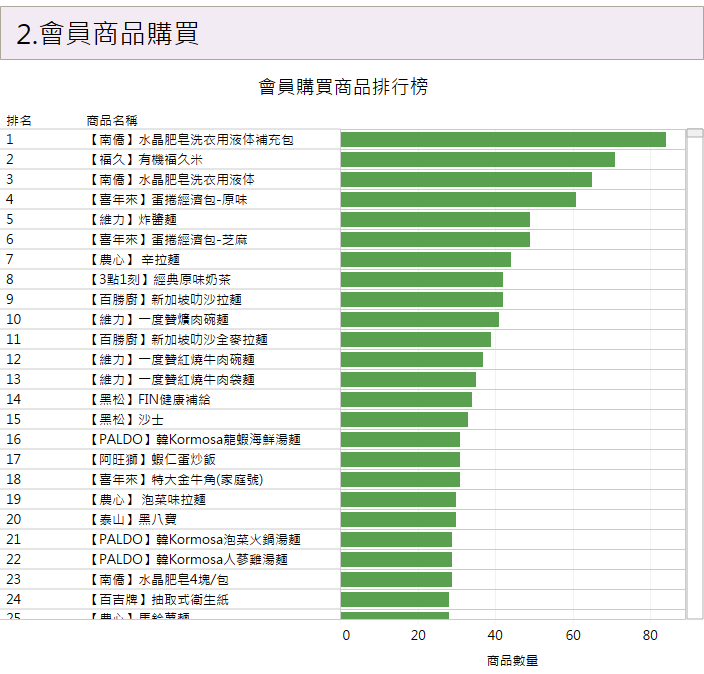 2.會員商品購買
會員購買商品排行榜
排名 商品名稱
1 【南僑】水晶肥皂洗衣用液体補充包
2 【福久】有機福久米
3 【南僑】水晶肥皂洗衣用液体
4 【喜年來】蛋捲經濟包-原味
5 【維力】炸醬麵
6 【喜年來】蛋捲經濟包-芝麻
7 【農心】 辛拉麵
8 【3點1刻】經典原味奶茶
9 【百勝廚】新加坡叻沙拉麵
10 【維力】一度贊爌肉碗麵
11 【百勝廚】新加坡叻沙全麥拉麵
12 【維力】一度贊紅燒牛肉碗麵
13 【維力】一度贊紅燒牛肉袋麵
14 【黑松】FIN健康補給
15 【黑松】沙士
16 【PALDO】韓Kormosa龍蝦海鮮湯麵
17 【阿旺獅】蝦仁蛋炒飯
18 【喜年來】特大金牛角(家庭號)
19 【農心】 泡菜味拉麵
20 【泰山】黑八寶
21 【PALDO】韓Kormosa泡菜火鍋湯麵
22 【PALDO】韓Kormosa人蔘雞湯麵
23 【南僑】水晶肥皂4塊/包
24 【百吉牌】抽取式衛生紙
25 【農心】馬鈴薯麵
0 20 40 60 80
商品數量